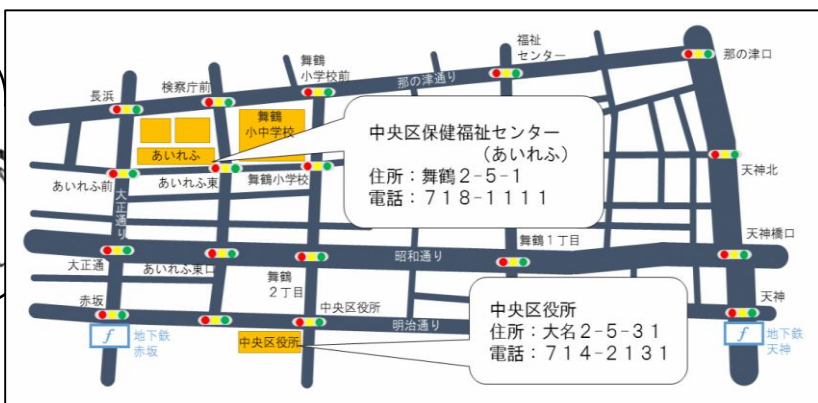 福祉
センター
那の津口
舞鶴
小学校前
那の津通り
検察庁前
長浜
舞鶴
小中学校
あいれふ
中央区保健福祉センター
（あいれふ）
住所：舞鶴２-５-１
電話：７１８-１１１１
あいれふ前
大正通り
あいれふ東
舞鶴小学校
天神北
天神橋口
舞鶴１丁目
昭和通り
大正通
あいれふ東口
舞鶴
２丁目
赤坂
中央区役所
明治通り
天神
地下鉄
赤坂
中央区役所
中央区役所
住所：大名２-５-３１
電話：７１４-２１３１
地下鉄
天神